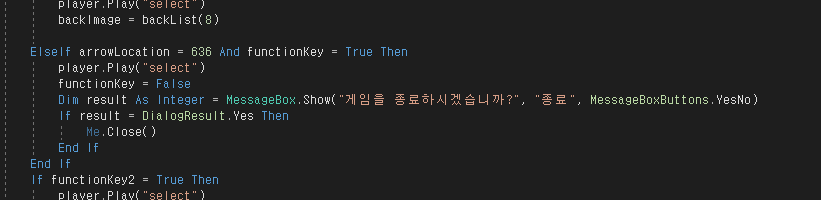 player.Play("select")
backImage = backList(8)
ElseIf arrowLocation = 636 And functionKey = True Then
player.Play("select")
functionKey = False
Dim result As Integer = MessageBox.Show("게임을 종료하시겠습니까?", "종료", MessageBoxButtons.YesNo)
If result = DialogResult.Yes Then
Me.Close()
End If
End If
If functionKey2 = True Then
player.Play("select")